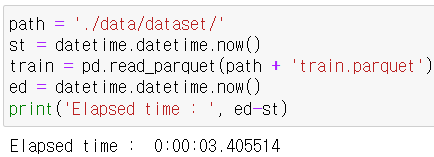 path = './data/dataset/'
st = datetime.datetime.now()
train = pd.read_parquet(path + 'train.parquet')
ed = datetime.datetime.now()
print('Elapsed time : ', ed-st)
Elapsed time :  0:00:03.405514